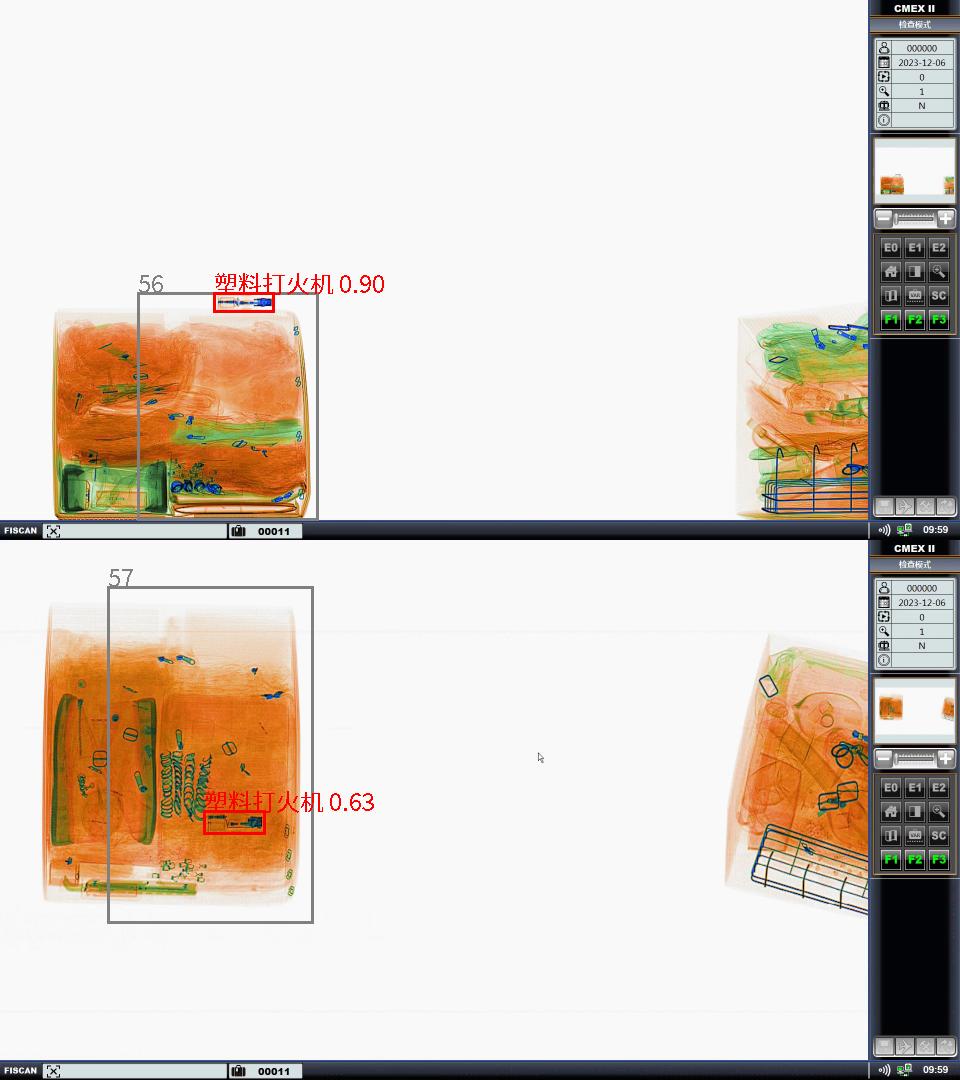 CMEX II
检查模式
000000
2023-12-06
0
1
N
56
塑料打火机 0.90
E0 E1 E2
VAR SC
F1 F2 F3
FISCAN
00011
09:59
CMEX II
检查模式
000000
2023-12-06
0
1
N
57
塑料打火机 0.63
E0 E1 E2
VAR SC
F1 F2 F3
FISCAN
00011
09:59